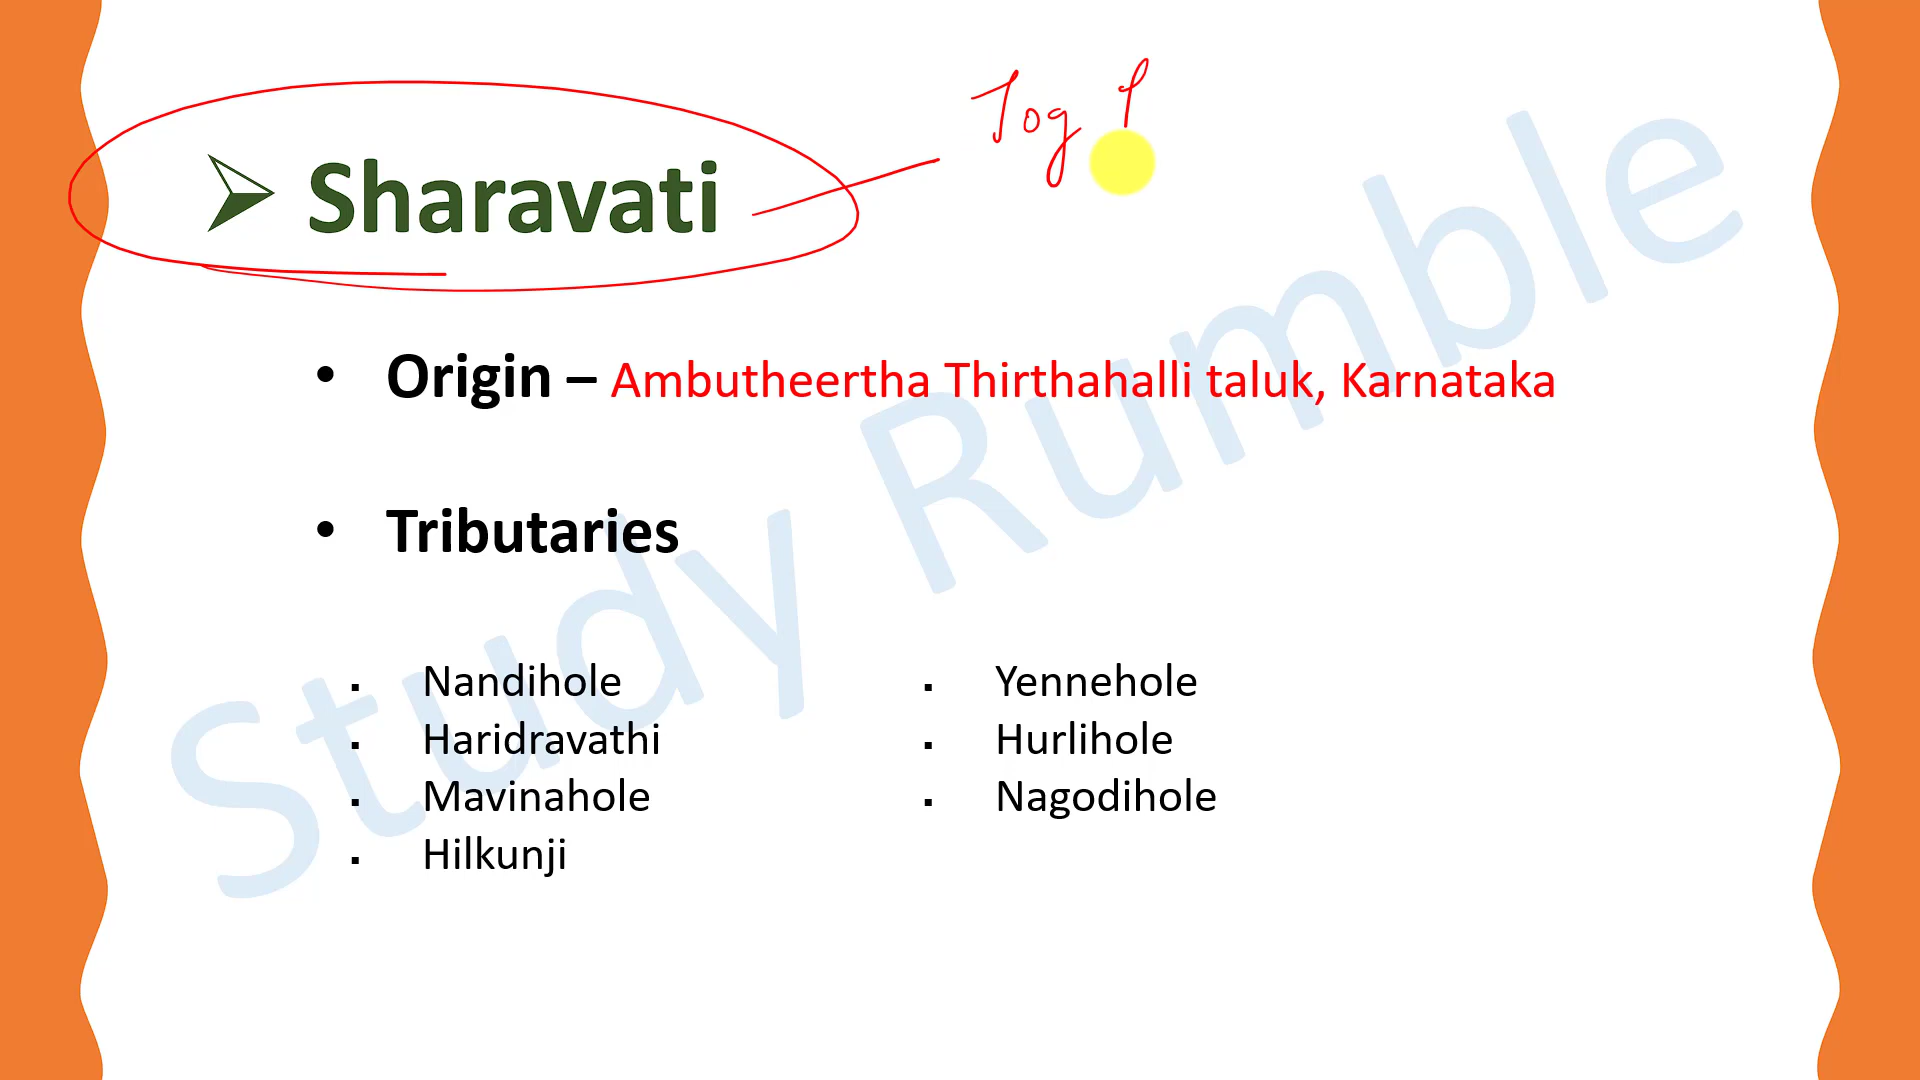 Jog f
Sharavati
Origin – Ambutheertha Thirthahalli taluk, Karnataka
Tributaries
Nandihole
Haridravathi
Mavinahole
Hilkunji
Yennehole
Hurlihole
Nagodihole
Study Rumble